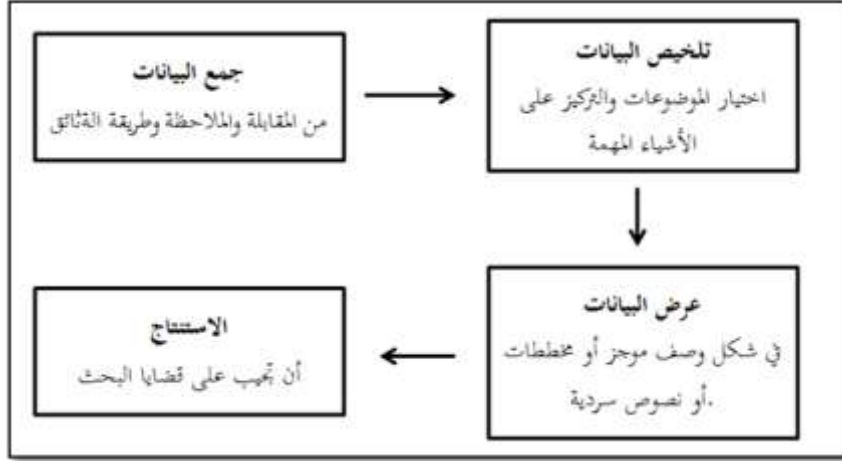 جمع البيانات
من المقابلة والملاحظة وطريقة الةثائق
تلخيص البيانات
اختيار الموضوعات والتركيز على
الأشياء المهمة
عرض البيانات
في شكل وصف موجز أو مخططات
أو نصوص سردية.
الاستنتاج
أن تجيب على قضايا البحث